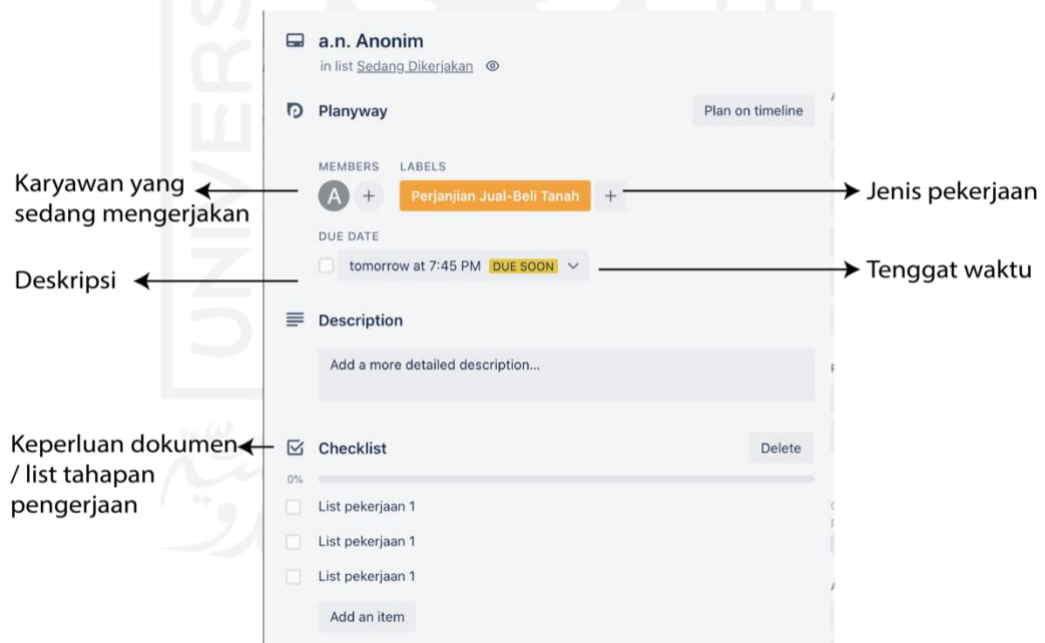 a.n. Anonim
in list Sedang Dikerjakan
Planyway
Plan on timeline
MEMBERS LABELS
Karyawan yang
sedang mengerjakan
A + Perjanjian Jual-Beli Tanah +
Jenis pekerjaan
DUE DATE
Deskripsi
tomorrow at 7:45 PM DUE SOON
Tenggat waktu
Description
Add a more detailed description...
Keperluan dokumen
/ list tahapan
pengerjaan
Checklist
Delete
0%
List pekerjaan 1
List pekerjaan 1
List pekerjaan 1
Add an item
UNIVERS